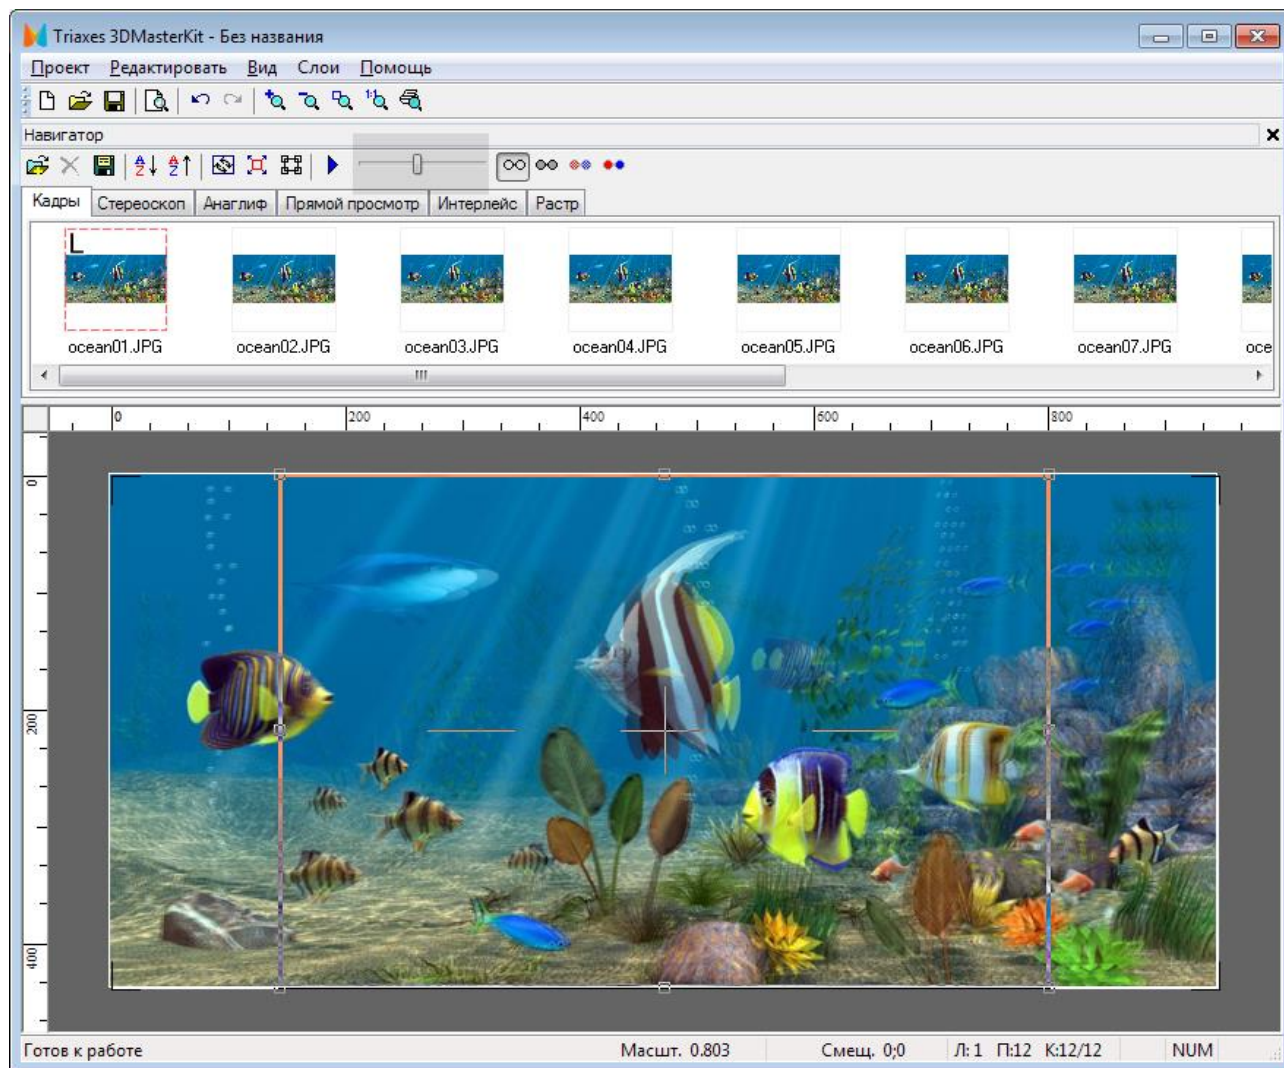 Triaxes 3DMasterKit - Без названия
Проект Редактировать Вид Слои Помощь
1:1
Навигатор
Кадры Стереоскоп Анаглиф Прямой просмотр Интерлейс Растр
L
ocean01.JPG ocean02.JPG ocean03.JPG ocean04.JPG ocean05.JPG ocean06.JPG ocean07.JPG oce
0 200 400 600 800
0
200
400
Готов к работе Масшт. 0.803 Смещ. 0;0 Л: 1 П:12 К:12/12 NUM